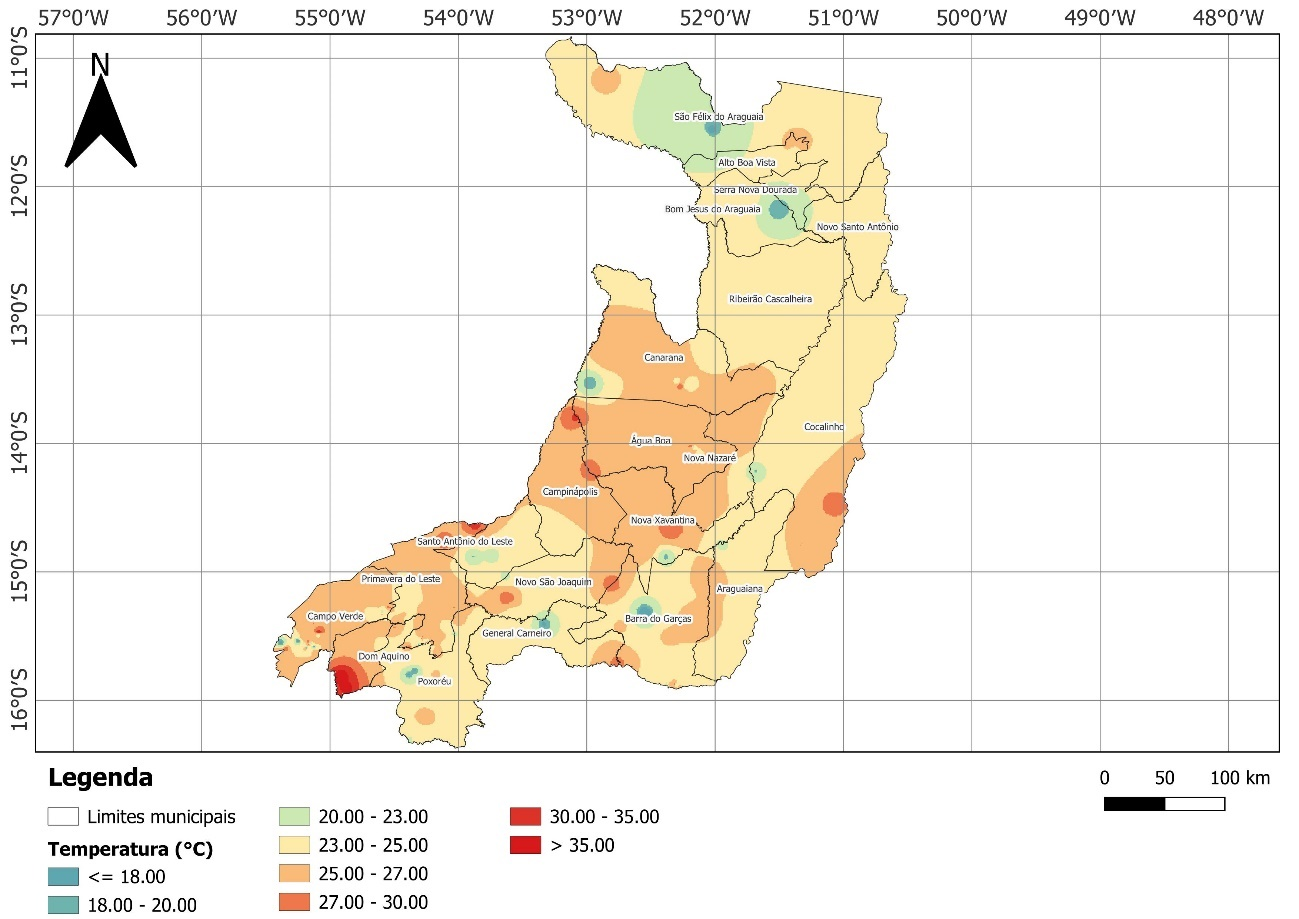 57°0'W 56°0'W 55°0'W 54°0'W 53°0'W 52°0'W 51°0'W 50°0'W 49°0'W 48°0'W
11°0'S
N
São Félix do Araguaia
Alto Boa Vista
12°0'S
Serra Nova Dourada
Bom Jesus do Araguaia
Novo Santo Antônio
Ribeirão Cascalheira
13°0'S
Canarana
Cocalinho
14°0'S
Água Boa
Nova Nazaré
Campinápolis
Nova Xavantina
Santo Antônio do Leste
15°0'S
Primavera do Leste
Novo São Joaquim
Araguaiana
Campo Verde
Barra do Garças
General Carneiro
Dom Aquino
Poxoréu
16°0'S
Legenda
Limites municipais
Temperatura (°C)
<= 18.00
18.00 - 20.00
20.00 - 23.00
23.00 - 25.00
25.00 - 27.00
27.00 - 30.00
30.00 - 35.00
> 35.00
0 50 100 km